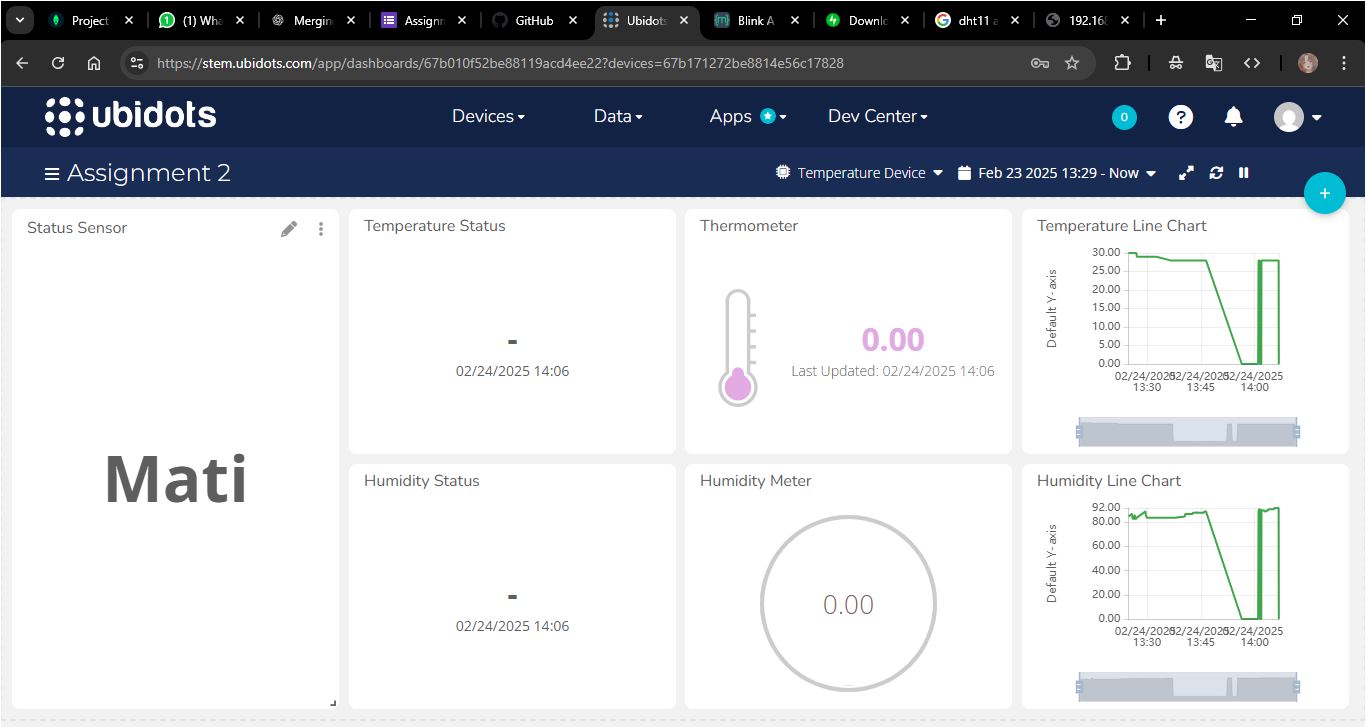 Project
(1) Wha
Mergin
Assignm
GitHub
Ubidots
Blink A
Downlo
dht11 a
192.168
https://stem.ubidots.com/app/dashboards/67b010f52be88119acd4ee22?devices=67b171272be8814e56c17828
ubidots
Devices
Data
Apps
Dev Center
0
?
Assignment 2
Temperature Device
Feb 23 2025 13:29 - Now
+
Status Sensor
Mati
Temperature Status
-
02/24/2025 14:06
Thermometer
0.00
Last Updated: 02/24/2025 14:06
Temperature Line Chart
Default Y-axis
30.00
25.00
20.00
15.00
10.00
5.00
0.00
02/24/2025 02/24/2025 02/24/2025
13:30 13:45 14:00
Humidity Status
-
02/24/2025 14:06
Humidity Meter
0.00
Humidity Line Chart
Default Y-axis
92.00
80.00
60.00
40.00
20.00
0.00
02/24/2025 02/24/2025 02/24/2025
13:30 13:45 14:00